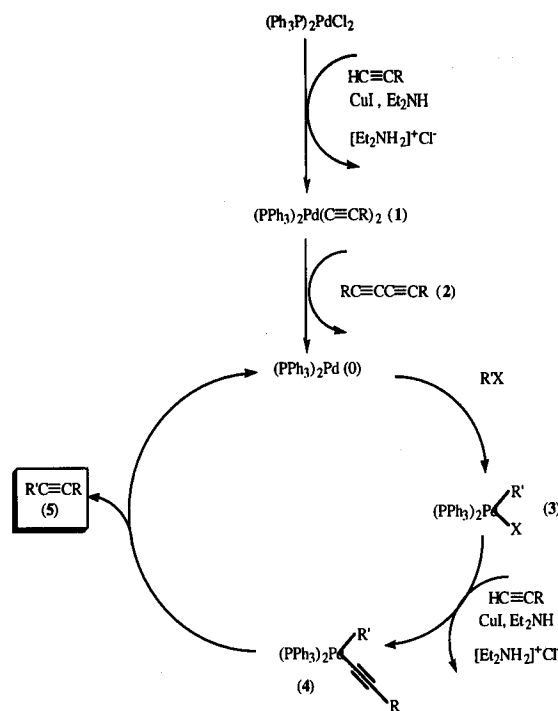 (Ph₃P)₂PdCl₂
HC≡CR
CuI , Et₂NH
[Et₂NH₂]⁺Cl⁻
(PPh₃)₂Pd(C≡CR)₂ (1)
RC≡CC≡CR (2)
(PPh₃)₂Pd (0)
R'X
R'C≡CR
(5)
R'
(PPh₃)₂Pd
(3)
X
HC≡CR
CuI, Et₂NH
[Et₂NH₂]⁺Cl⁻
R'
(PPh₃)₂Pd
(4)
R